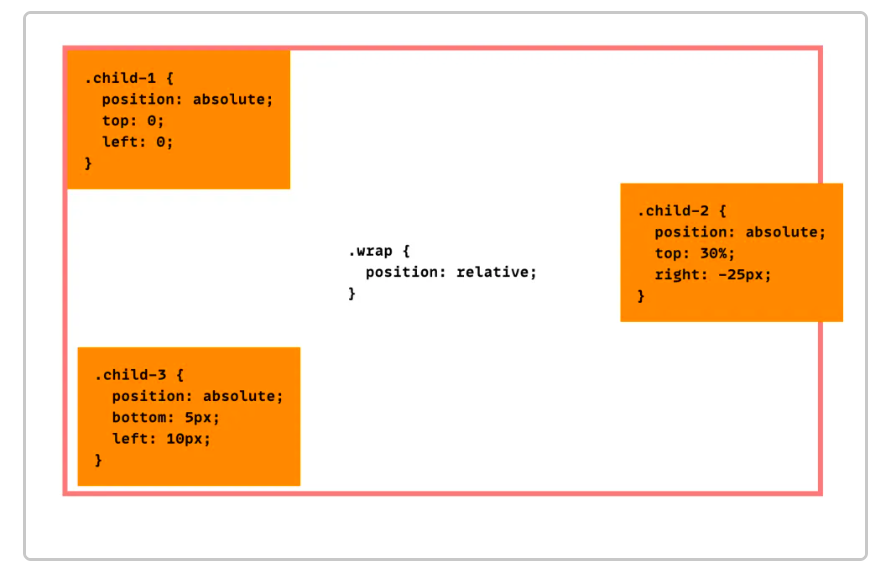 .child-1 {
  position: absolute;
  top: 0;
  left: 0;
}
.child-2 {
  position: absolute;
  top: 30%;
  right: -25px;
}
.wrap {
  position: relative;
}
.child-3 {
  position: absolute;
  bottom: 5px;
  left: 10px;
}